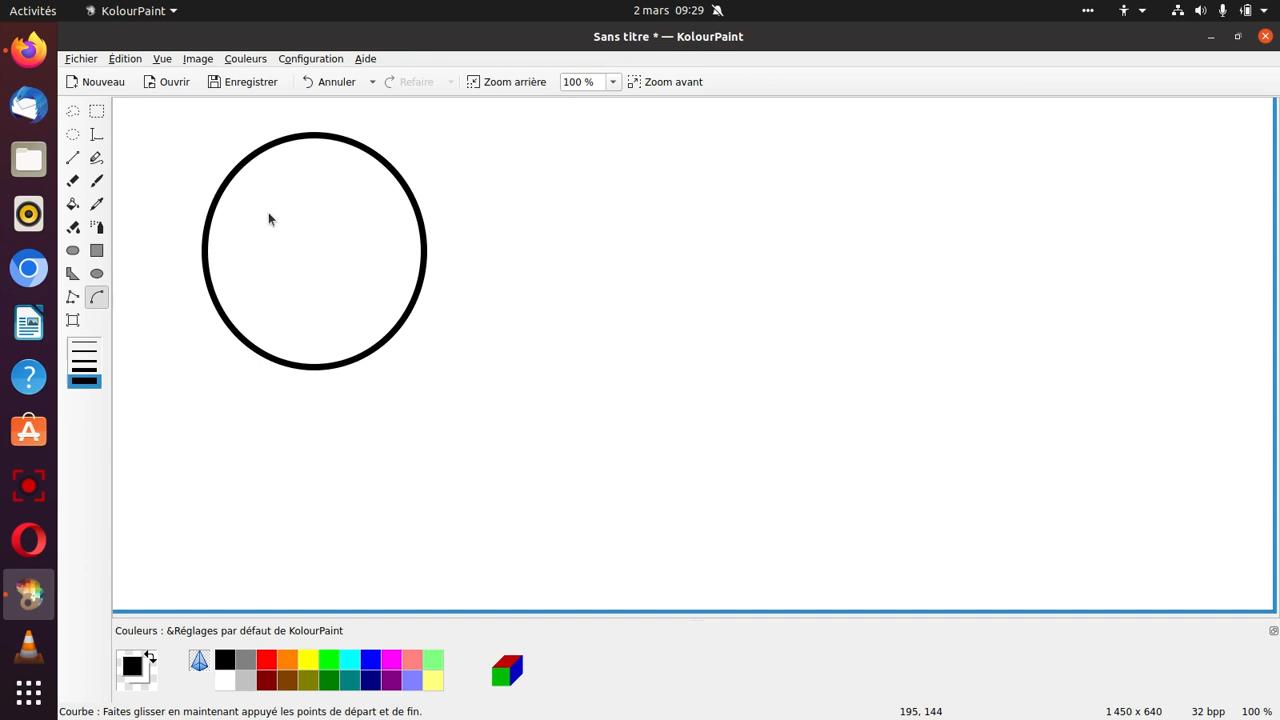 Activités KolourPaint 2 mars 09:29
Sans titre * — KolourPaint
Fichier Édition Vue Image Couleurs Configuration Aide
Nouveau Ouvrir Enregistrer Annuler Refaire Zoom arrière 100 % Zoom avant
Couleurs : &Réglages par défaut de KolourPaint
Courbe : Faites glisser en maintenant appuyé les points de départ et de fin. 195, 144 1 450 x 640 32 bpp 100 %